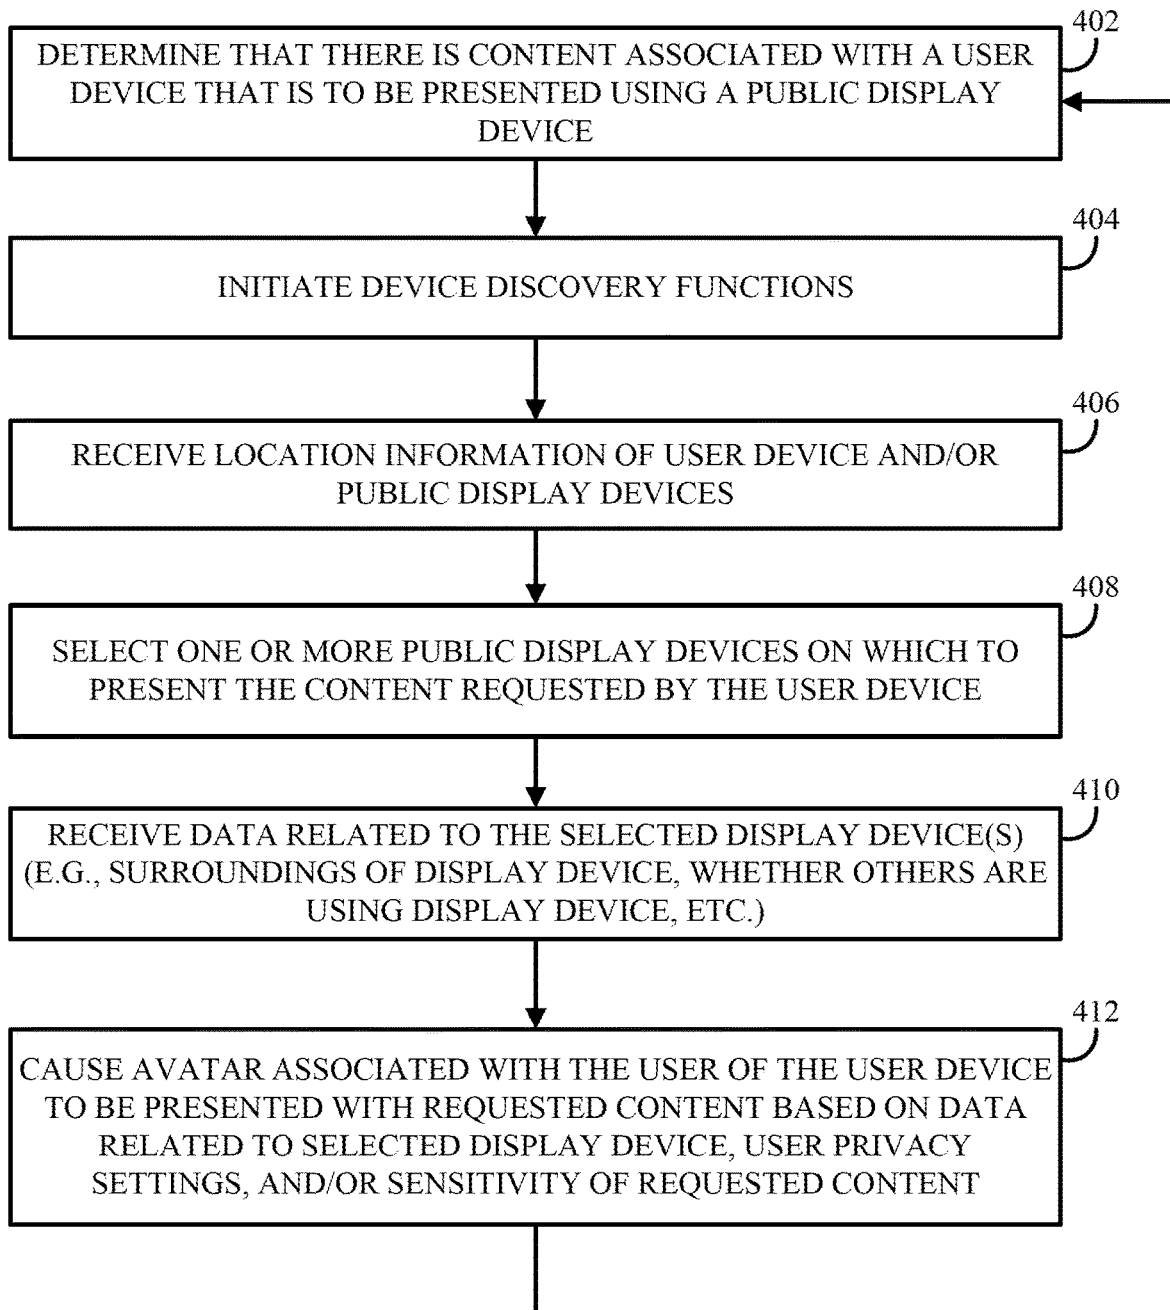 402
DETERMINE THAT THERE IS CONTENT ASSOCIATED WITH A USER
DEVICE THAT IS TO BE PRESENTED USING A PUBLIC DISPLAY
DEVICE
404
INITIATE DEVICE DISCOVERY FUNCTIONS
406
RECEIVE LOCATION INFORMATION OF USER DEVICE AND/OR
PUBLIC DISPLAY DEVICES
408
SELECT ONE OR MORE PUBLIC DISPLAY DEVICES ON WHICH TO
PRESENT THE CONTENT REQUESTED BY THE USER DEVICE
410
RECEIVE DATA RELATED TO THE SELECTED DISPLAY DEVICE(S)
(E.G., SURROUNDINGS OF DISPLAY DEVICE, WHETHER OTHERS ARE
USING DISPLAY DEVICE, ETC.)
412
CAUSE AVATAR ASSOCIATED WITH THE USER OF THE USER DEVICE
TO BE PRESENTED WITH REQUESTED CONTENT BASED ON DATA
RELATED TO SELECTED DISPLAY DEVICE, USER PRIVACY
SETTINGS, AND/OR SENSITIVITY OF REQUESTED CONTENT